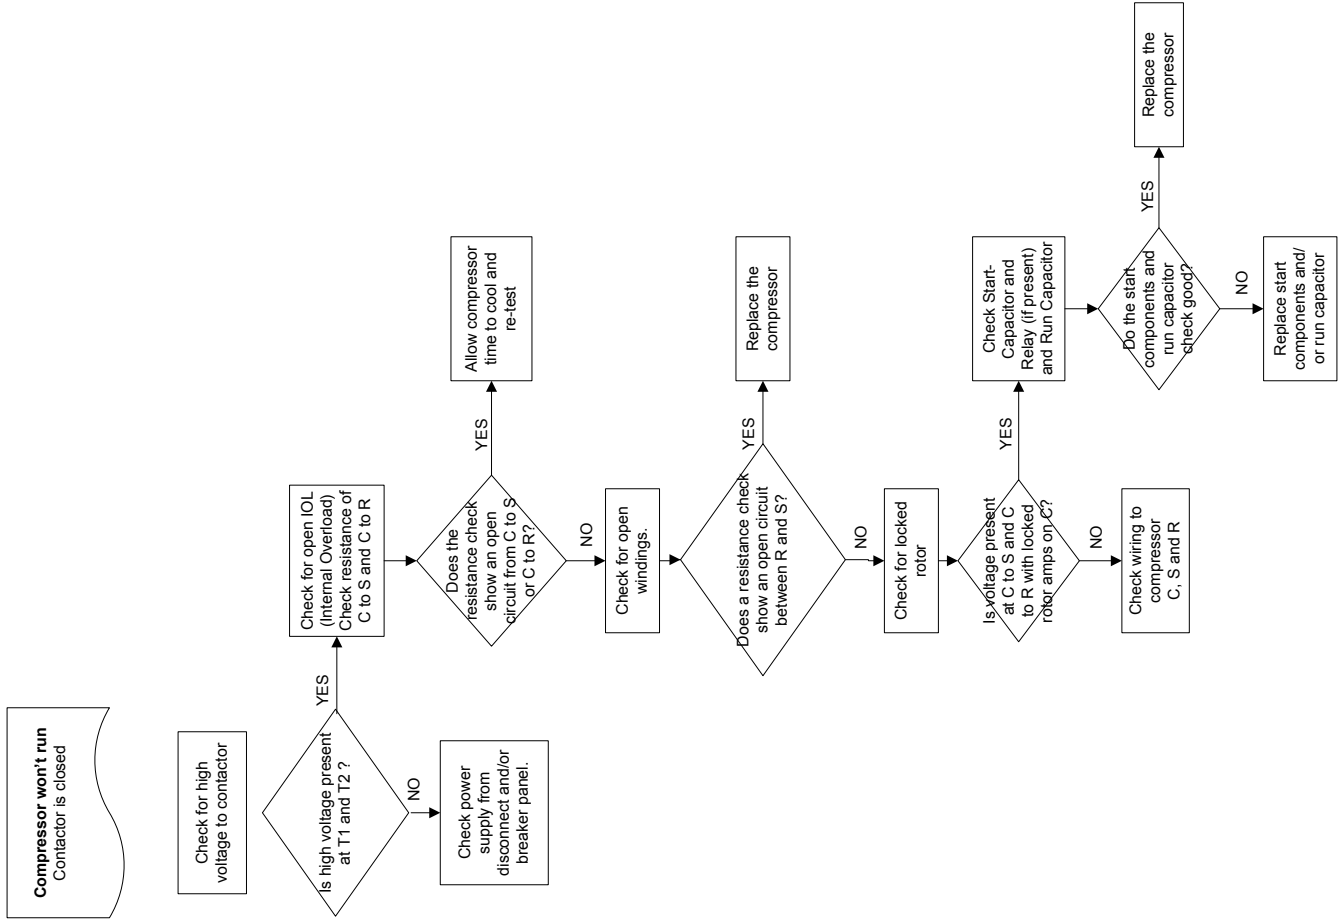 Compressor won't run
Contactor is closed
Check for high
voltage to contactor
Is high voltage present
at T1 and T2 ?
YES
NO
Check power
supply from
disconnect and/or
breaker panel.
Check for open IOL
(Internal Overload)
Check resistance of
C to S and C to R
Does the
resistance check
show an open
circuit from C to S
or C to R?
YES
NO
Allow compressor
time to cool and
re-test
Check for open
windings.
Does a resistance check
show an open circuit
between R and S?
YES
NO
Replace the
compressor
Check for locked
rotor
Is voltage present
at C to S and C
to R with locked
rotor amps on C?
YES
NO
Check wiring to
compressor
C, S and R
Check Start-
Capacitor and
Relay (if present)
and Run Capacitor
Do the start
components and
run capacitor
check good?
YES
NO
Replace the
compressor
Replace start
components and/
or run capacitor